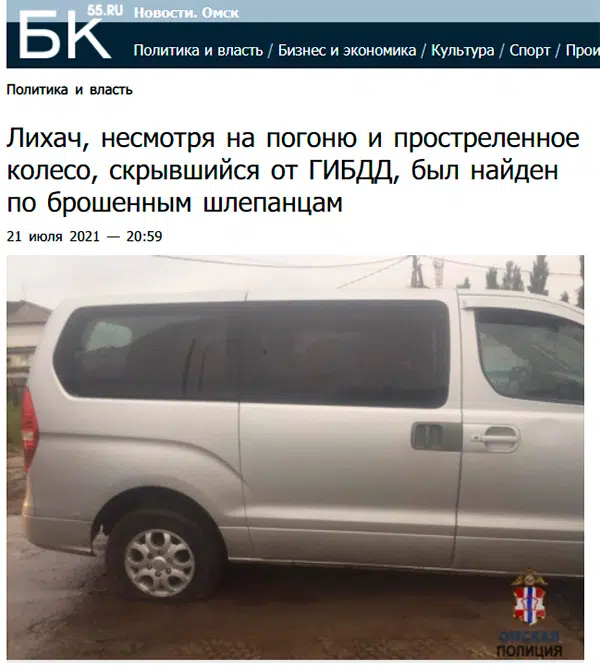 БК
55.RU
Новости. Омск
Политика и власть / Бизнес и экономика / Культура / Спорт / Прои
Политика и власть
Лихач, несмотря на погоню и простреленное
колесо, скрывшийся от ГИБДД, был найден
по брошенным шлепанцам
21 июля 2021 — 20:59
ОМСКАЯ
ПОЛИЦИЯ